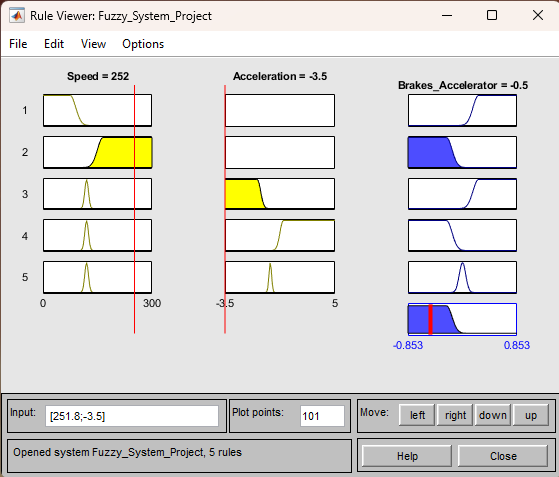 Rule Viewer: Fuzzy_System_Project
File Edit View Options
Speed = 252
Acceleration = -3.5
Brakes_Accelerator = -0.5
1
2
3
4
5
0
300
-3.5
5
-0.853
0.853
Input:
[251.8;-3.5]
Plot points:
101
Move:
left
right
down
up
Opened system Fuzzy_System_Project, 5 rules
Help
Close